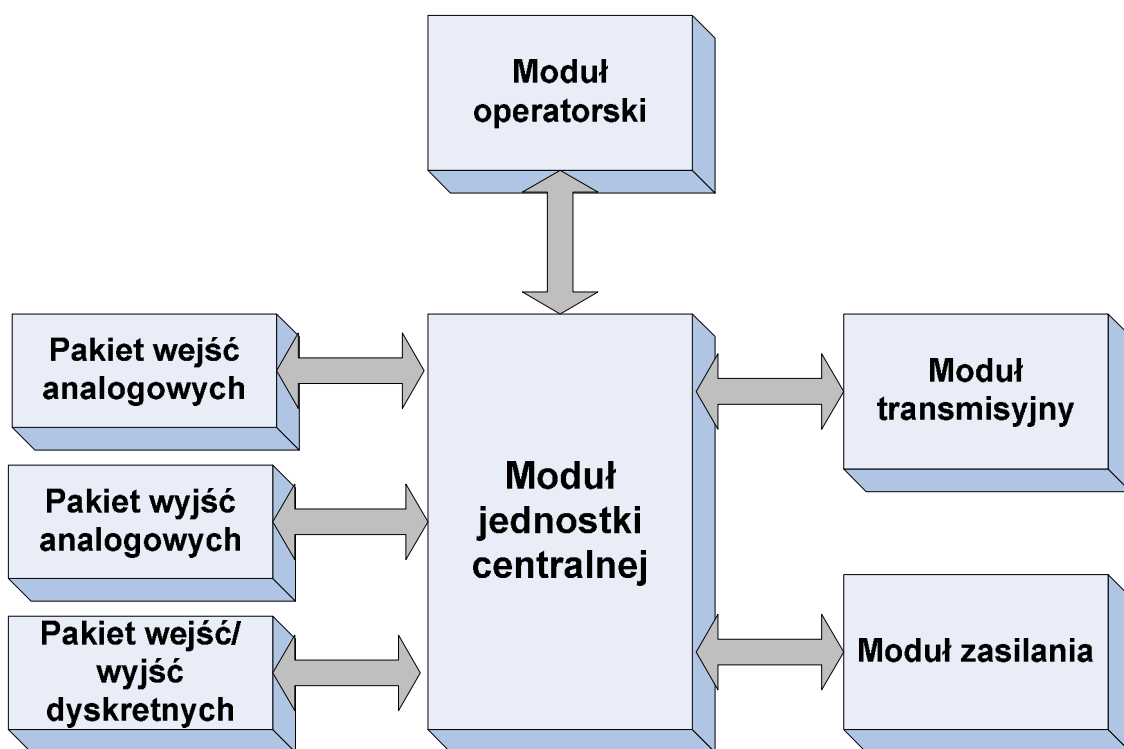 Moduł
operatorski
Pakiet wejść
analogowych
Pakiet wyjść
analogowych
Pakiet wejść/
wyjść
dyskretnych
Moduł
jednostki
centralnej
Moduł
transmisyjny
Moduł zasilania